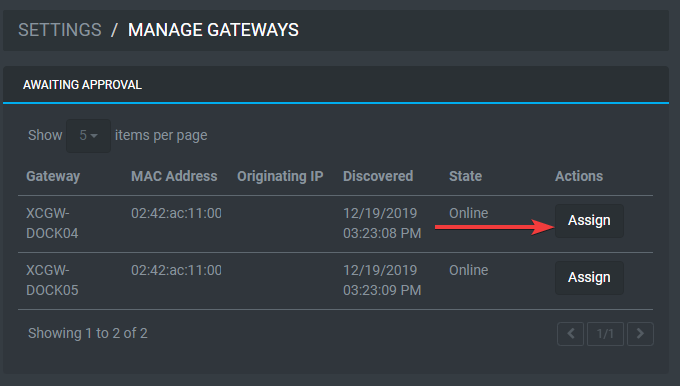 SETTINGS / MANAGE GATEWAYS
AWAITING APPROVAL
Show 5 items per page
Gateway MAC Address Originating IP Discovered State Actions
XCGW- 02:42:ac:11:00 12/19/2019 Online Assign
DOCK04 03:23:08 PM
XCGW- 02:42:ac:11:00 12/19/2019 Online Assign
DOCK05 03:23:09 PM
Showing 1 to 2 of 2 1/1